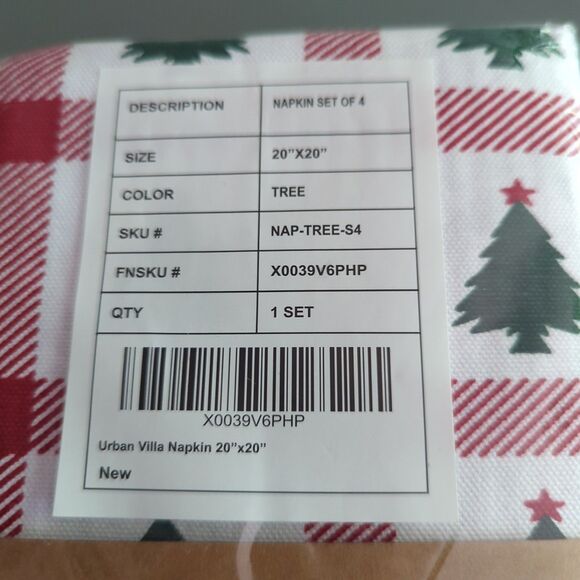 DESCRIPTION NAPKIN SET OF 4
SIZE 20”X20”
COLOR TREE
SKU # NAP-TREE-S4
FNSKU # X0039V6PHP
QTY 1 SET
X0039V6PHP
Urban Villa Napkin 20”x20”
New